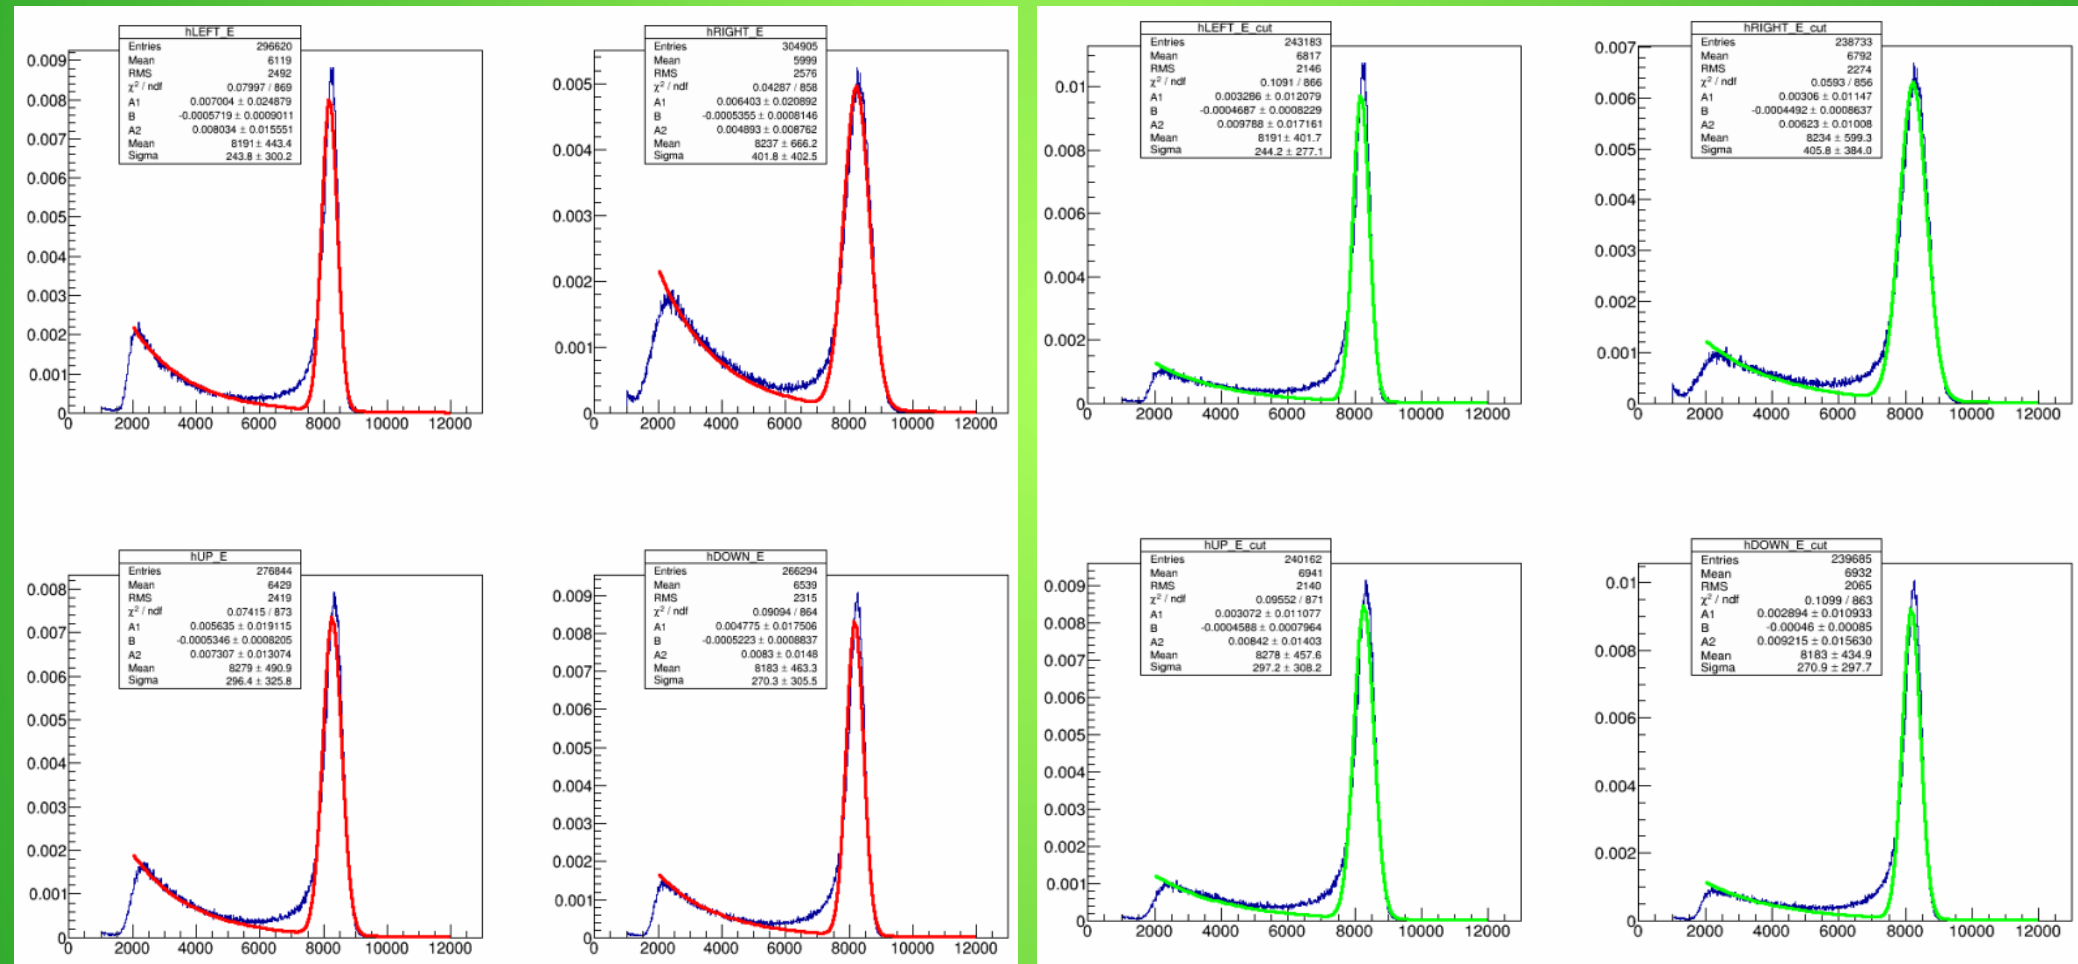 hLEFT_E
Entries 296620
Mean 6119
RMS 2492
χ² / ndf 0.07997 / 869
A1 0.007004 ± 0.024879
B -0.0005719 ± 0.0009011
A2 0.008034 ± 0.015551
Mean 8191 ± 443.4
Sigma 243.8 ± 300.2
0.009
0.008
0.007
0.006
0.005
0.004
0.003
0.002
0.001
0
0 2000 4000 6000 8000 10000 12000
hRIGHT_E
Entries 304905
Mean 5999
RMS 2576
χ² / ndf 0.04287 / 858
A1 0.006403 ± 0.020892
B -0.0005355 ± 0.0008146
A2 0.004893 ± 0.008762
Mean 8237 ± 666.2
Sigma 401.8 ± 402.5
0.005
0.004
0.003
0.002
0.001
0
0 2000 4000 6000 8000 10000 12000
hLEFT_E_cut
Entries 243183
Mean 6817
RMS 2146
χ² / ndf 0.1091 / 866
A1 0.003286 ± 0.012079
B -0.0004687 ± 0.0008229
A2 0.009788 ± 0.017161
Mean 8191 ± 401.7
Sigma 244.2 ± 277.1
0.01
0.008
0.006
0.004
0.002
0
0 2000 4000 6000 8000 10000 12000
hRIGHT_E_cut
Entries 238733
Mean 6792
RMS 2274
χ² / ndf 0.0593 / 856
A1 0.00306 ± 0.01147
B -0.0004492 ± 0.0008637
A2 0.00623 ± 0.01008
Mean 8234 ± 599.3
Sigma 405.8 ± 384.0
0.007
0.006
0.005
0.004
0.003
0.002
0.001
0
0 2000 4000 6000 8000 10000 12000
hUP_E
Entries 276844
Mean 6429
RMS 2419
χ² / ndf 0.07415 / 873
A1 0.005635 ± 0.019115
B -0.0005346 ± 0.0008205
A2 0.007307 ± 0.013074
Mean 8279 ± 490.9
Sigma 296.4 ± 325.8
0.008
0.007
0.006
0.005
0.004
0.003
0.002
0.001
0
0 2000 4000 6000 8000 10000 12000
hDOWN_E
Entries 266294
Mean 6539
RMS 2315
χ² / ndf 0.09094 / 864
A1 0.004775 ± 0.017506
B -0.0005223 ± 0.0008837
A2 0.0083 ± 0.0148
Mean 8183 ± 463.3
Sigma 270.3 ± 305.5
0.009
0.008
0.007
0.006
0.005
0.004
0.003
0.002
0.001
0
0 2000 4000 6000 8000 10000 12000
hUP_E_cut
Entries 240162
Mean 6941
RMS 2140
χ² / ndf 0.09552 / 871
A1 0.003072 ± 0.011077
B -0.0004588 ± 0.0007964
A2 0.00842 ± 0.01403
Mean 8278 ± 457.6
Sigma 297.2 ± 308.2
0.009
0.008
0.007
0.006
0.005
0.004
0.003
0.002
0.001
0
0 2000 4000 6000 8000 10000 12000
hDOWN_E_cut
Entries 239685
Mean 6932
RMS 2065
χ² / ndf 0.1099 / 863
A1 0.002894 ± 0.010933
B -0.00046 ± 0.00085
A2 0.009215 ± 0.015630
Mean 8183 ± 434.9
Sigma 270.9 ± 297.7
0.01
0.008
0.006
0.004
0.002
0
0 2000 4000 6000 8000 10000 12000